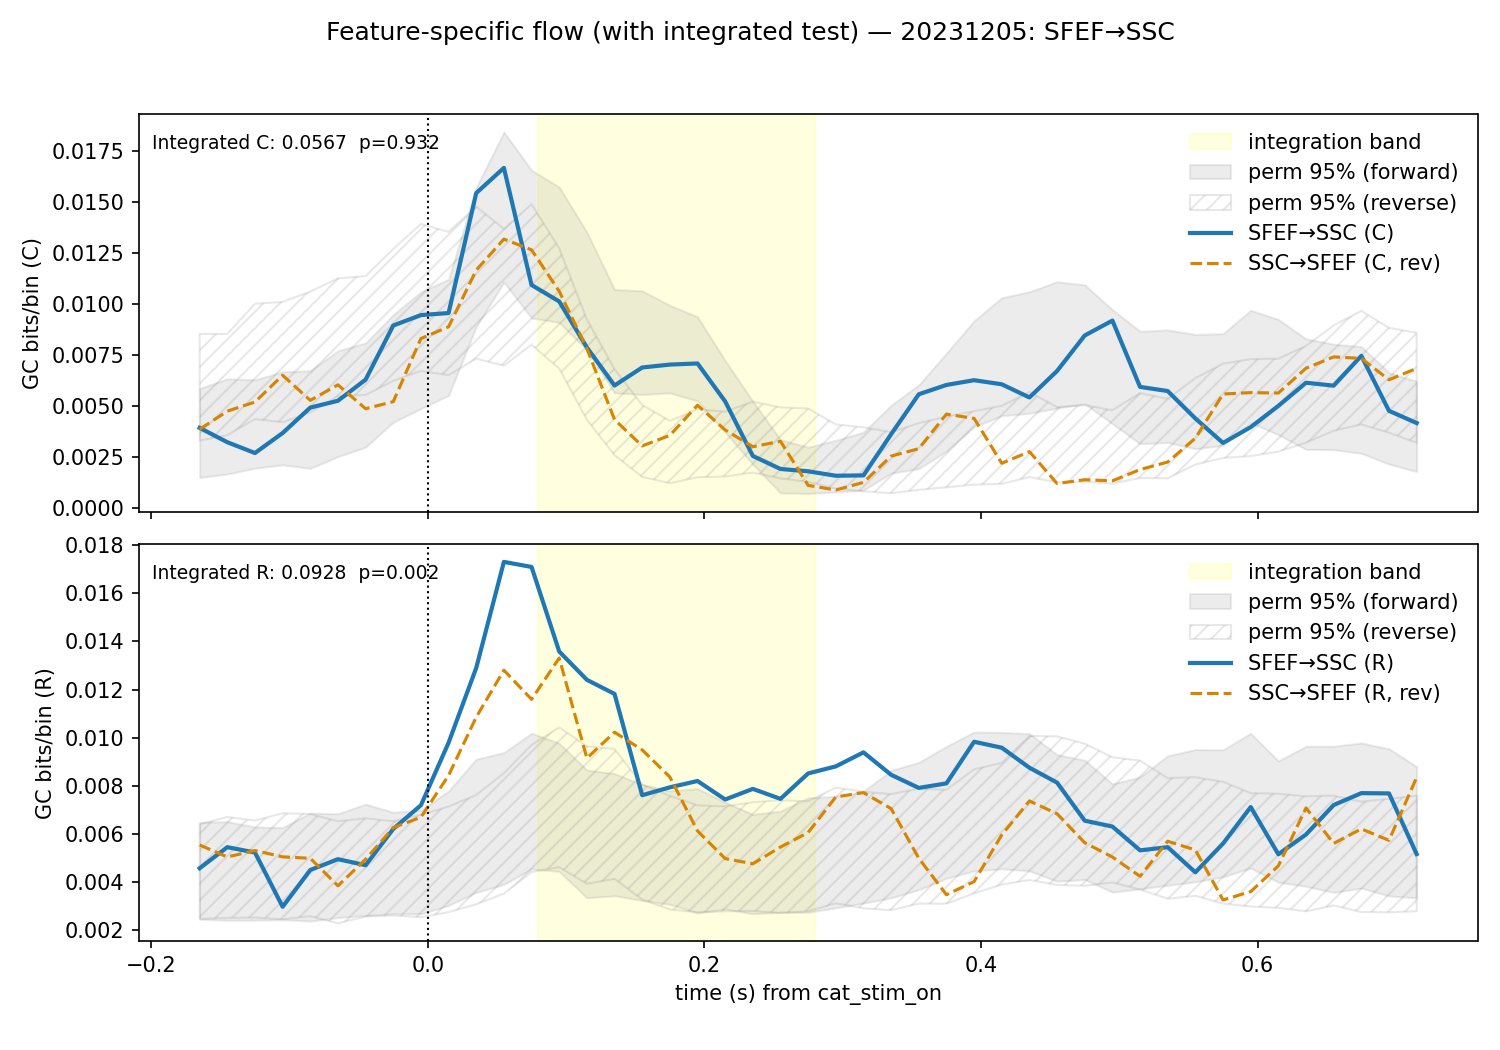 Feature-specific flow (with integrated test) — 20231205: SFEF→SSC
Integrated C: 0.0567  p=0.932
integration band
perm 95% (forward)
perm 95% (reverse)
SFEF→SSC (C)
SSC→SFEF (C, rev)
GC bits/bin (C)
0.0175
0.0150
0.0125
0.0100
0.0075
0.0050
0.0025
0.0000
Integrated R: 0.0928  p=0.002
integration band
perm 95% (forward)
perm 95% (reverse)
SFEF→SSC (R)
SSC→SFEF (R, rev)
GC bits/bin (R)
0.018
0.016
0.014
0.012
0.010
0.008
0.006
0.004
0.002
−0.2 0.0 0.2 0.4 0.6
time (s) from cat_stim_on